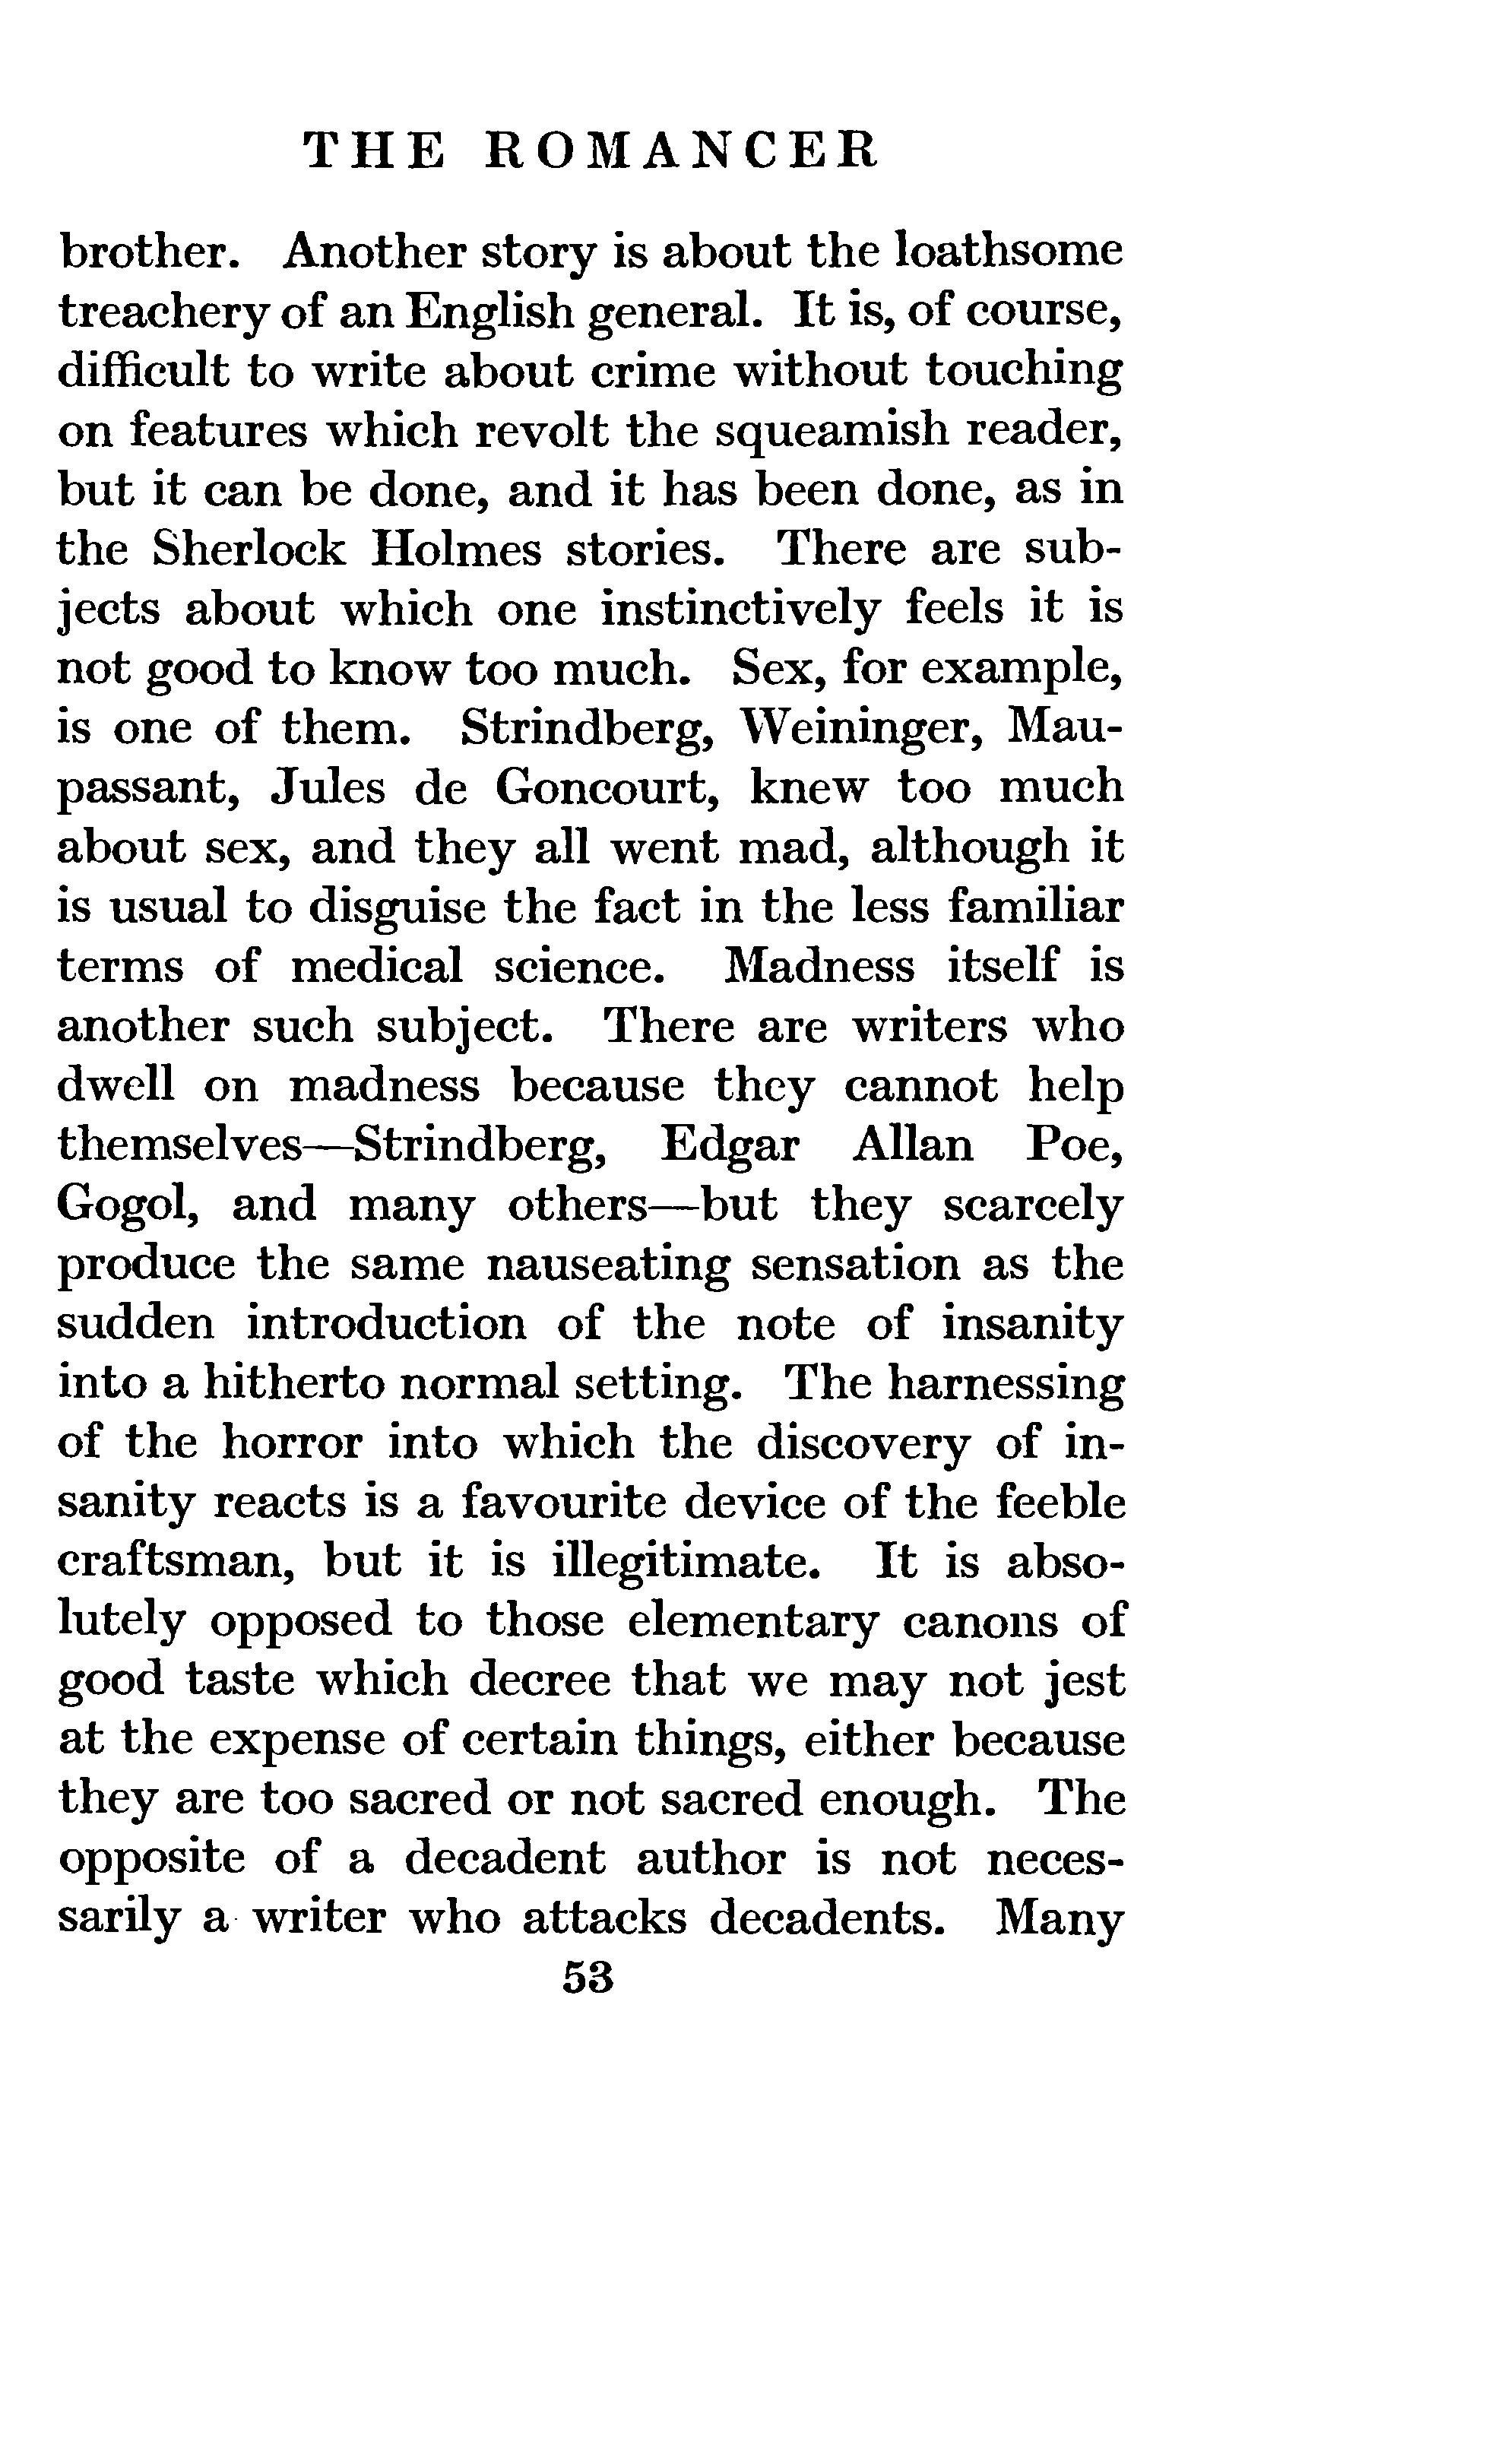 THE ROMANCER
brother. Another story is about the loathsome
treachery of an English general. It is, of course,
difficult to write about crime without touching
on features which revolt the squeamish reader,
but it can be done, and it has been done, as in
the Sherlock Holmes stories. There are sub-
jects about which one instinctively feels it is
not good to know too much. Sex, for example,
is one of them. Strindberg, Weininger, Mau-
passant, Jules de Goncourt, knew too much
about sex, and they all went mad, although it
is usual to disguise the fact in the less familiar
terms of medical science. Madness itself is
another such subject. There are writers who
dwell on madness because they cannot help
themselves—Strindberg, Edgar Allan Poe,
Gogol, and many others—but they scarcely
produce the same nauseating sensation as the
sudden introduction of the note of insanity
into a hitherto normal setting. The harnessing
of the horror into which the discovery of in-
sanity reacts is a favourite device of the feeble
craftsman, but it is illegitimate. It is abso-
lutely opposed to those elementary canons of
good taste which decree that we may not jest
at the expense of certain things, either because
they are too sacred or not sacred enough. The
opposite of a decadent author is not neces-
sarily a writer who attacks decadents. Many
53